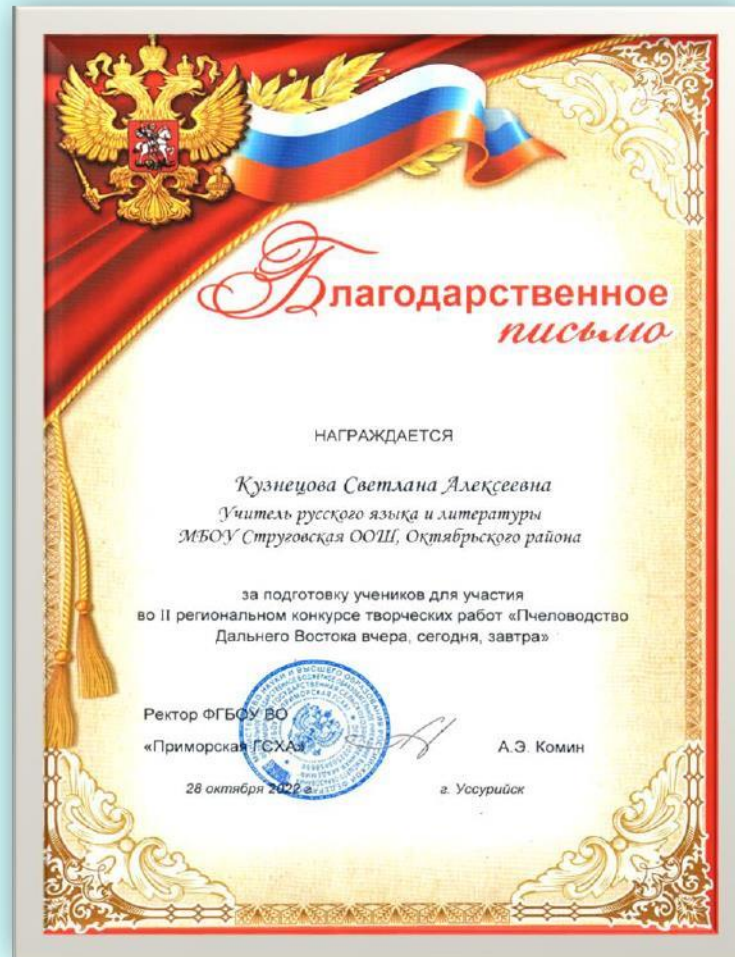 Благодарственное
письмо
НАГРАЖДАЕТСЯ
Кузнецова Светлана Алексеевна
Учитель русского языка и литературы
МБОУ Струговская ООШ, Октябрьского района
за подготовку учеников для участия
во II региональном конкурсе творческих работ «Пчеловодство
Дальнего Востока вчера, сегодня, завтра»
Ректор ФГБОУ ВО
«Приморская ГСХА» А.Э. Комин
28 октября 2022 г. г. Уссурийск